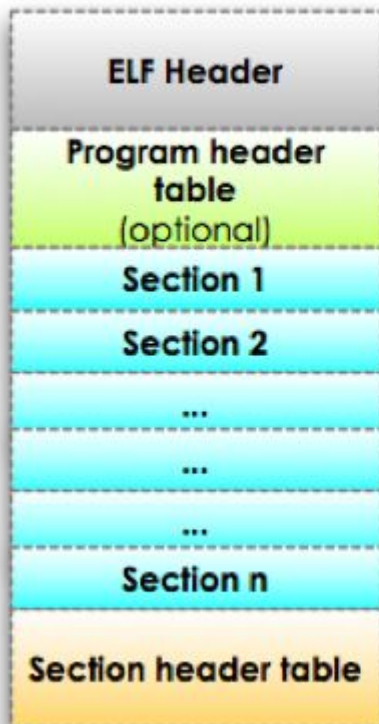 ELF Header
Program header
table
(optional)
Section 1
Section 2
...
...
...
Section n
Section header table